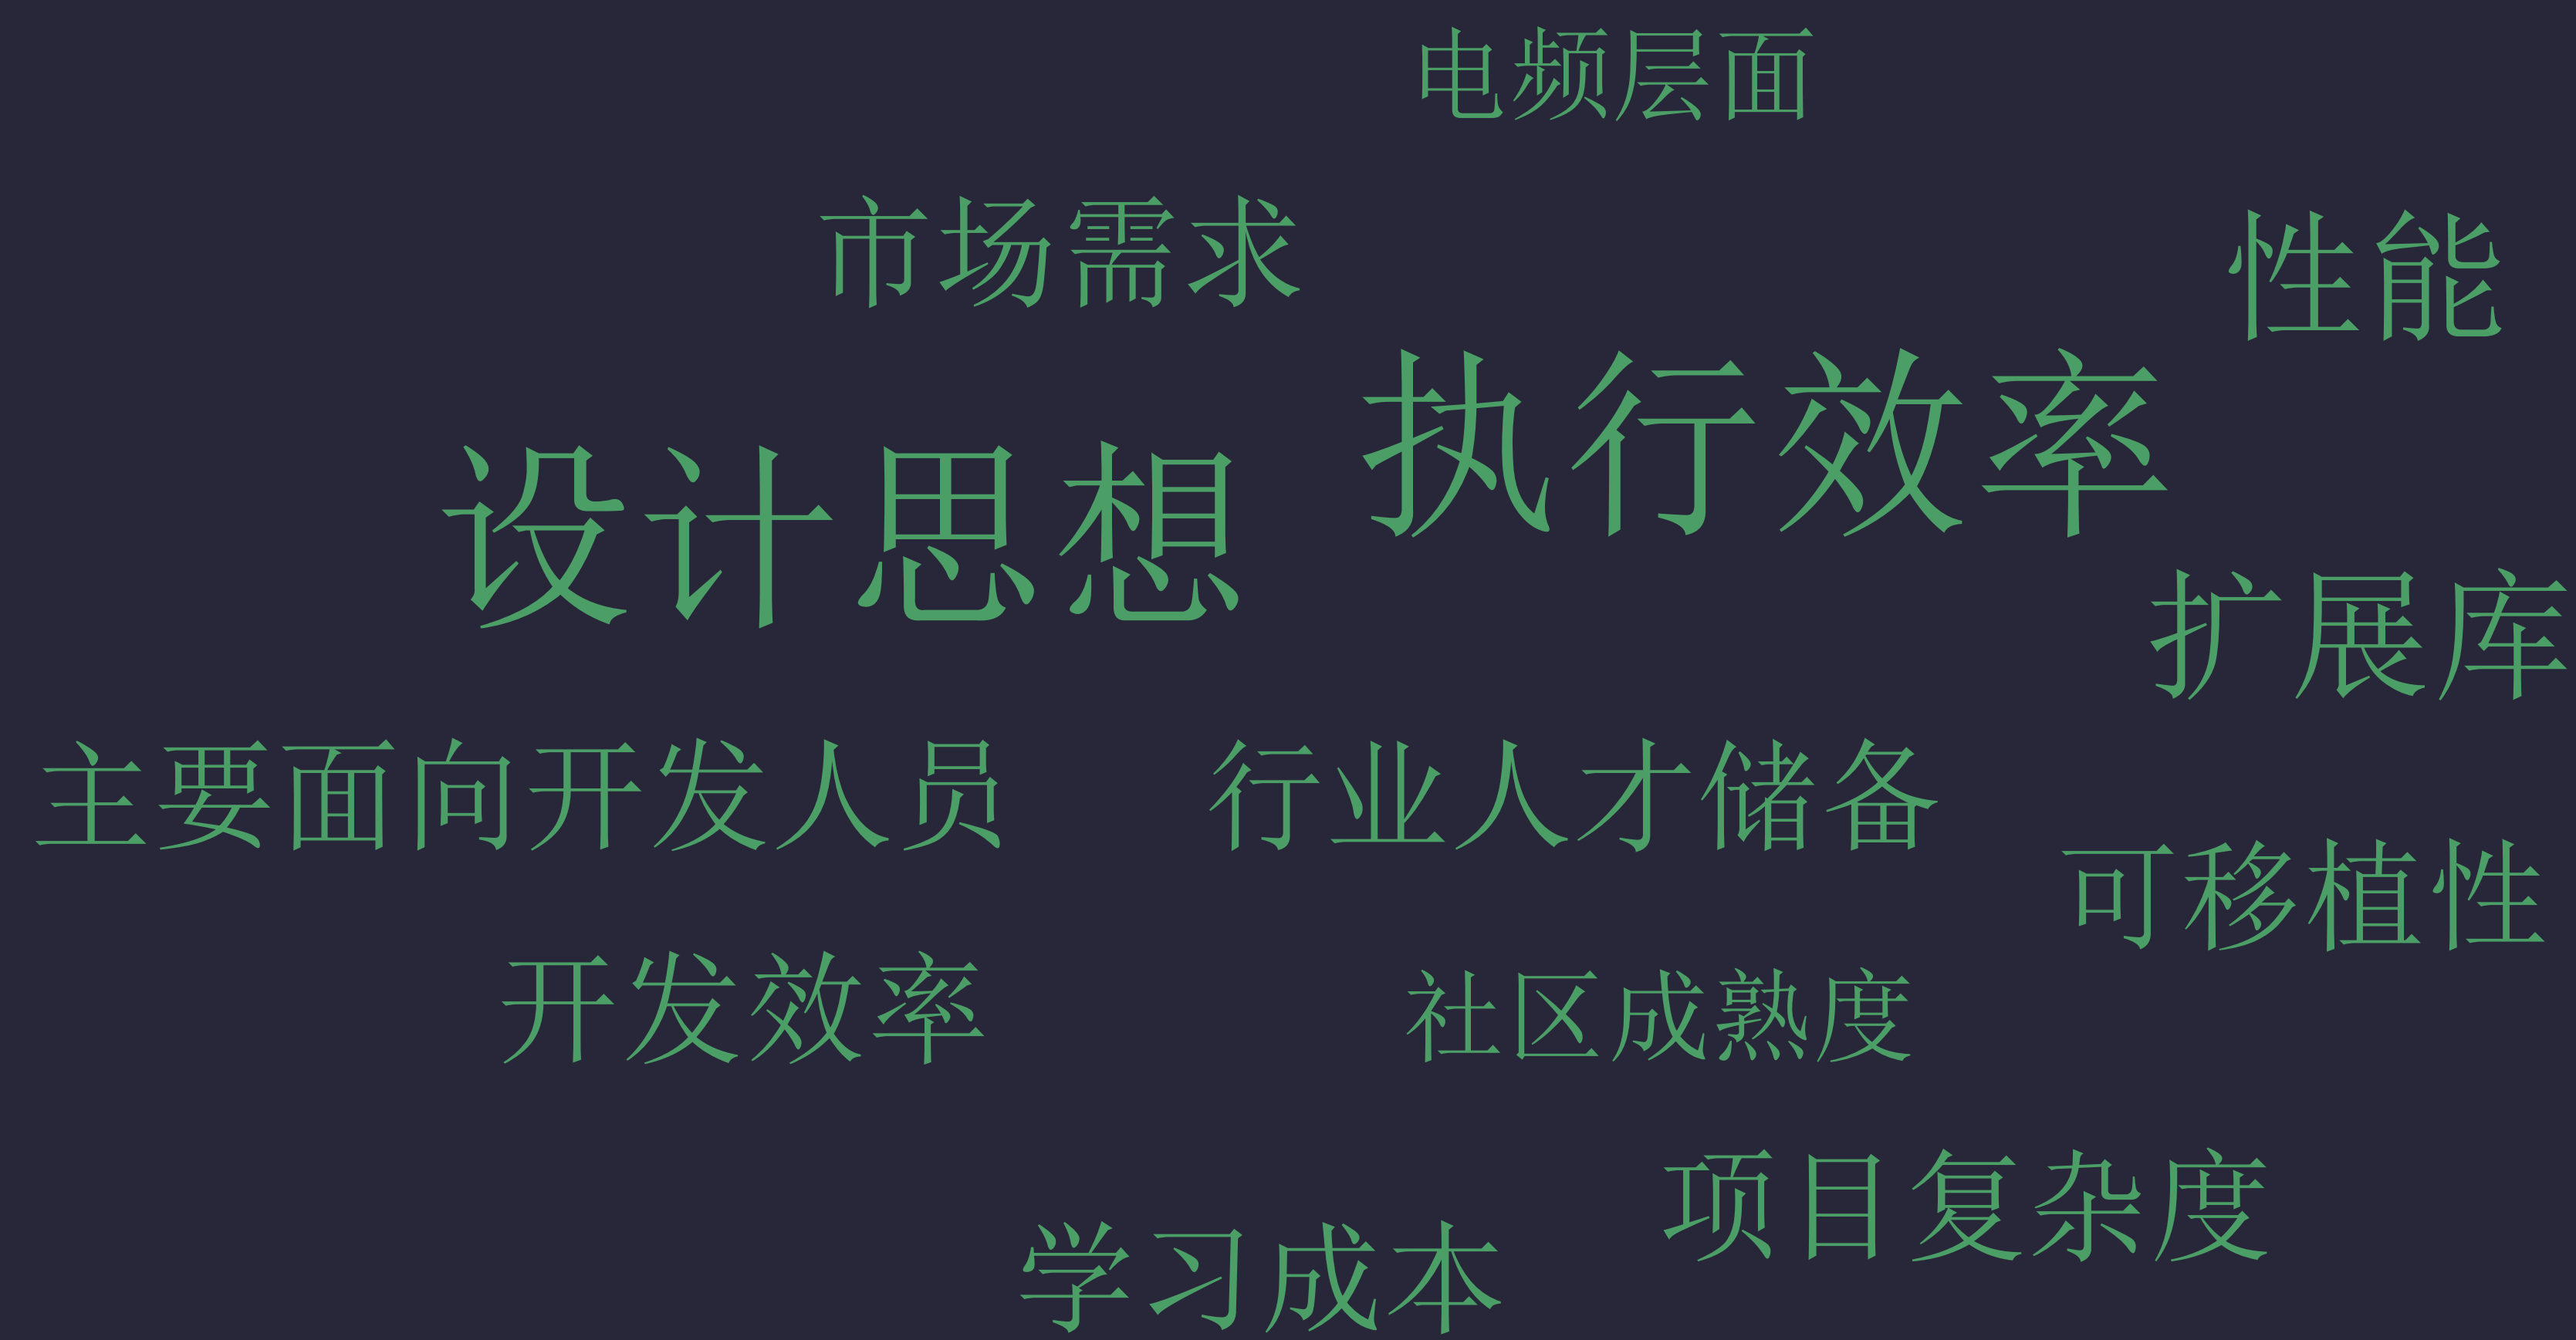 电频层面
市场需求
性能
执行效率
设计思想
扩展库
主要面向开发人员
行业人才储备
可移植性
开发效率
社区成熟度
项目复杂度
学习成本